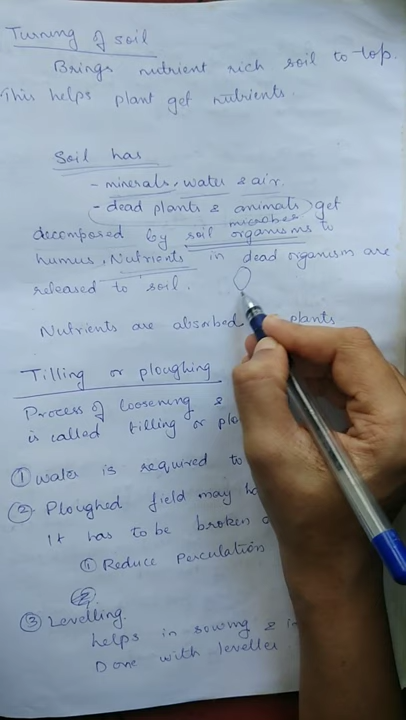 Turning of soil
Brings nutrient rich soil to top.
This helps plant get nutrients.
Soil has
- minerals, water & air.
- dead plants & animals get
microbes
decomposed by soil organisms to
humus, Nutrients in dead organism are
released to soil.
Nutrients are absorbed plants
Tilling or ploughing
Process of loosening &
is called tilling or
① water is required to
② Ploughed field may
It has to be broken
① Reduce Perculation
②
③ Levelling.
helps in sowing &
Done with leveller